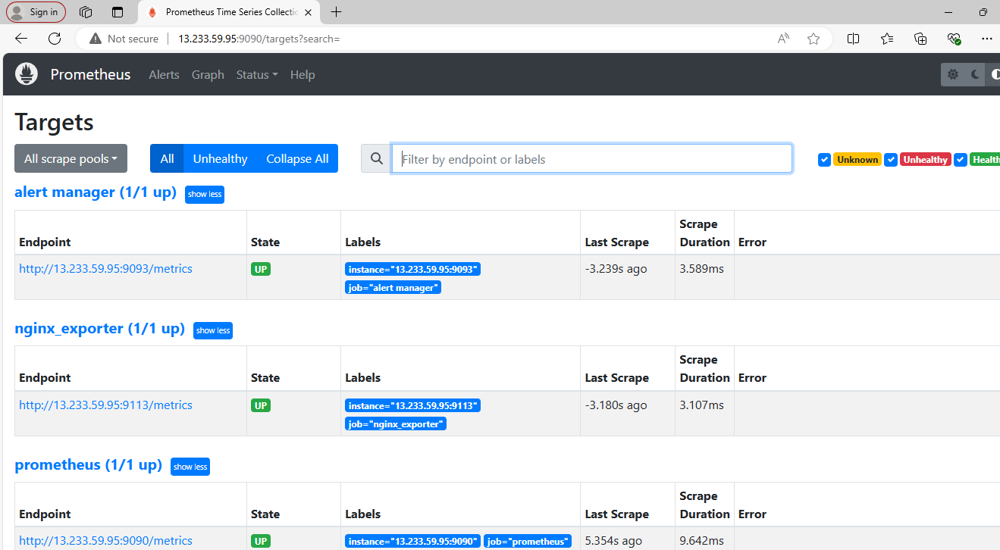 Sign in
Prometheus Time Series Collectic
Not secure
13.233.59.95:9090/targets?search=
Prometheus Alerts Graph Status Help
Targets
All scrape pools
All Unhealthy Collapse All
Filter by endpoint or labels
Unknown Unhealthy Health
alert manager (1/1 up) show less
Endpoint State Labels Last Scrape Scrape Duration Error
http://13.233.59.95:9093/metrics UP instance="13.233.59.95:9093" -3.239s ago 3.589ms
job="alert manager"
nginx_exporter (1/1 up) show less
Endpoint State Labels Last Scrape Scrape Duration Error
http://13.233.59.95:9113/metrics UP instance="13.233.59.95:9113" -3.180s ago 3.107ms
job="nginx_exporter"
prometheus (1/1 up) show less
Endpoint State Labels Last Scrape Scrape Duration Error
http://13.233.59.95:9090/metrics UP instance="13.233.59.95:9090" job="prometheus" 5.354s ago 9.642ms